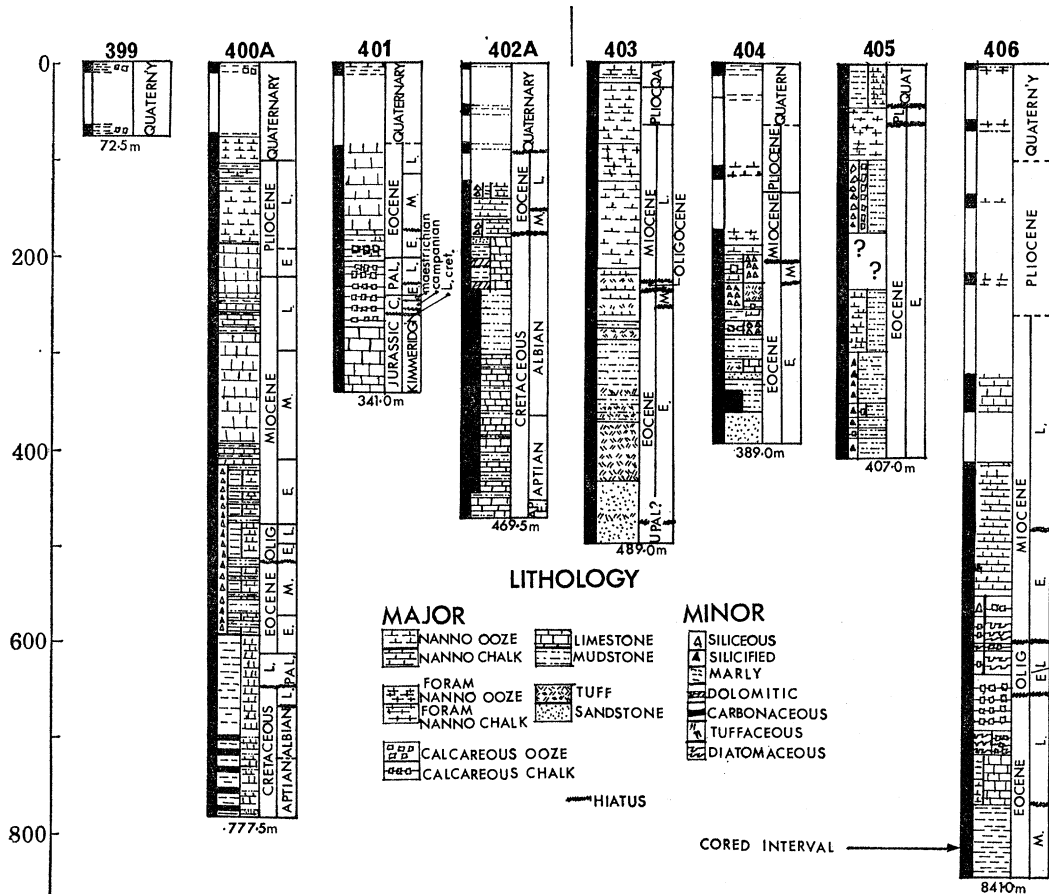 399
400A
401
402A
403
404
405
406
0
200
400
600
800
QUATERN'Y
72·5m
QUATERNARY
PLIOCENE
L.
E
MIOCENE
L.
M.
E.
OLIG
L.
E
EOCENE
M.
E.
PAL.
L.
CRETACEOUS
L.
ALBIAN
APTIAN
·777·5m
QUATERNARY
EOCENE
L.
M.
E
PAL,
L.
E
C,
JURASSIC
KIMMERIDG
maestrichian
campanian
L, cret.
341·0m
QUATERNARY
EOCENE
L.
M.
CRETACEOUS
ALBIAN
APTIAN
469·5m
PLIOCQAT
MIOCENE
L.
OLIGOCENE
M
EOCENE
E,
UPAL?
489·0m
QUATERN
PLIOCENE
MIOCENE
M.
EOCENE
E.
·389·0m
QUAT
PLI
?
?
EOCENE
E,
407·0m
QUATERN'Y
PLIOCENE
MIOCENE
L,
E.
OLIG
L
E
EOCENE
L.
M.
841·0m
LITHOLOGY
MAJOR
NANNO OOZE
NANNO CHALK
FORAM
NANNO OOZE
FORAM
NANNO CHALK
CALCAREOUS OOZE
CALCAREOUS CHALK
LIMESTONE
MUDSTONE
TUFF
SANDSTONE
MINOR
SILICEOUS
SILICIFIED
MARLY
DOLOMITIC
CARBONACEOUS
TUFFACEOUS
DIATOMACEOUS
HIATUS
CORED INTERVAL